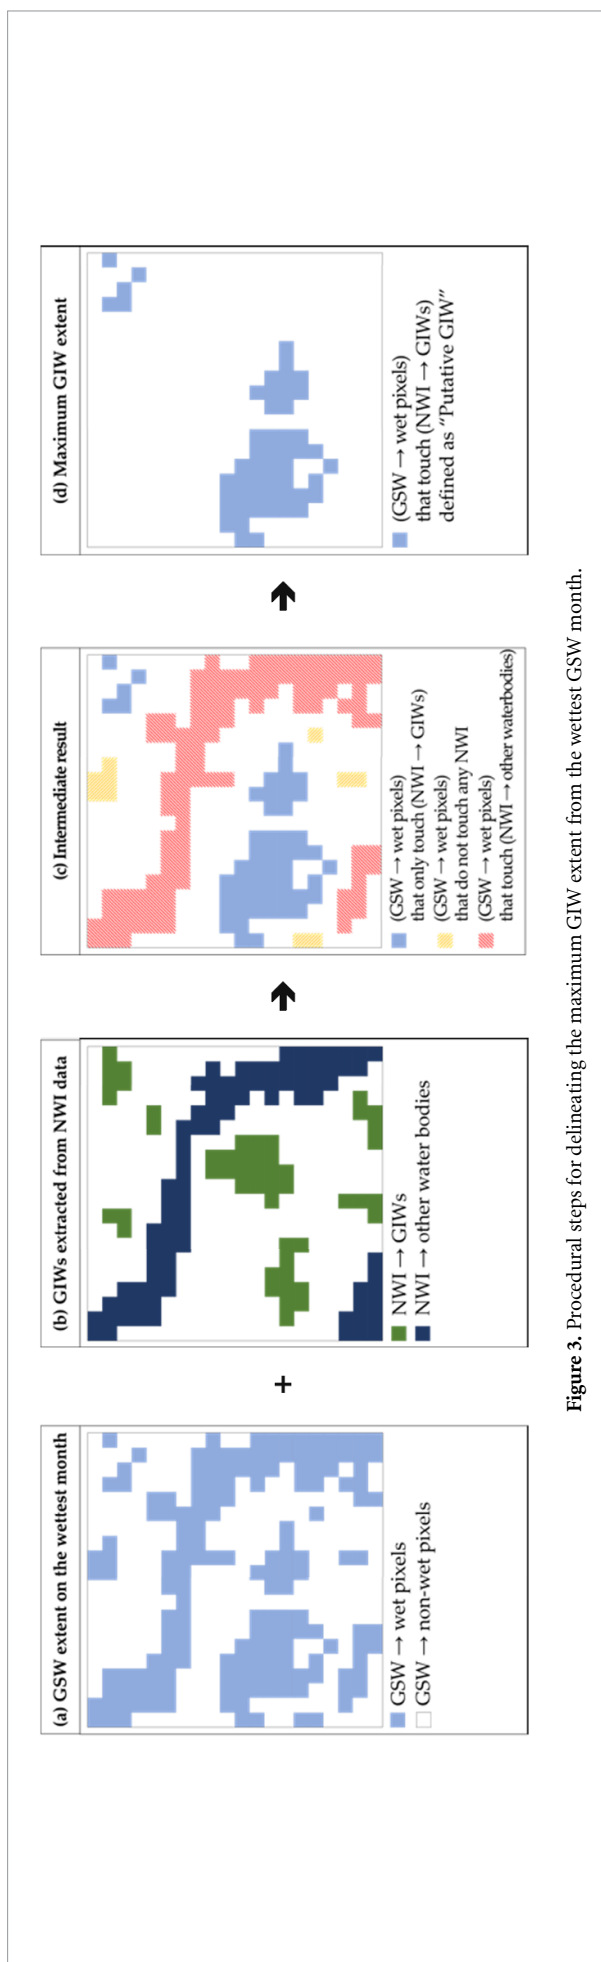 (a) GSW extent on the wettest month
GSW → wet pixels
GSW → non-wet pixels
+
(b) GIWs extracted from NWI data
NWI → GIWs
NWI → other water bodies
➔
(c) Intermediate result
(GSW → wet pixels)
that only touch (NWI → GIWs)
(GSW → wet pixels)
that do not touch any NWI
(GSW → wet pixels)
that touch (NWI → other waterbodies)
➔
(d) Maximum GIW extent
(GSW → wet pixels)
that touch (NWI → GIWs)
defined as “Putative GIW”
Figure 3. Procedural steps for delineating the maximum GIW extent from the wettest GSW month.